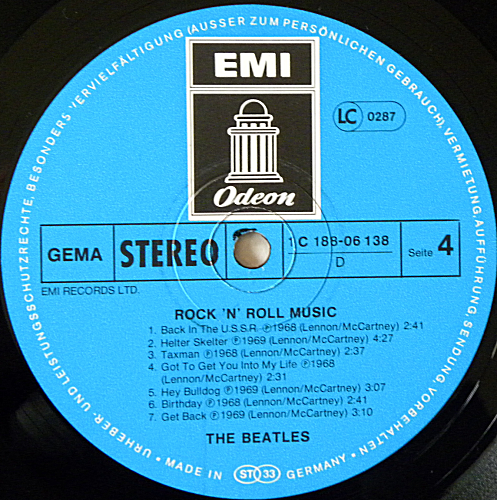 VERVIELFÄLTIGUNG (AUSSER ZUM PERSÖNLICHEN GEBRAUCH), VERMIETUNG, AUFFÜHRUNG, SENDUNG VORBEHALTEN
URHEBER- UND LEISTUNGSSCHUTZRECHTE, BESONDERS
EMI
LC 0287
Odeon
GEMA STEREO 1C 188-06 138 Seite 4
D
EMI RECORDS LTD.
ROCK 'N' ROLL MUSIC
1. Back In The U.S.S.R. ℗1968 (Lennon/McCartney) 2:41
2. Helter Skelter ℗1969 (Lennon/McCartney) 4:27
3. Taxman ℗1968 (Lennon/McCartney) 2:37
4. Got To Get You Into My Life ℗1968
(Lennon/McCartney) 2:31
5. Hey Bulldog ℗1969 (Lennon/McCartney) 3:07
6. Birthday ℗1968 (Lennon/McCartney) 2:41
7. Get Back ℗1969 (Lennon/McCartney) 3:10
THE BEATLES
• MADE IN ST 33 GERMANY •